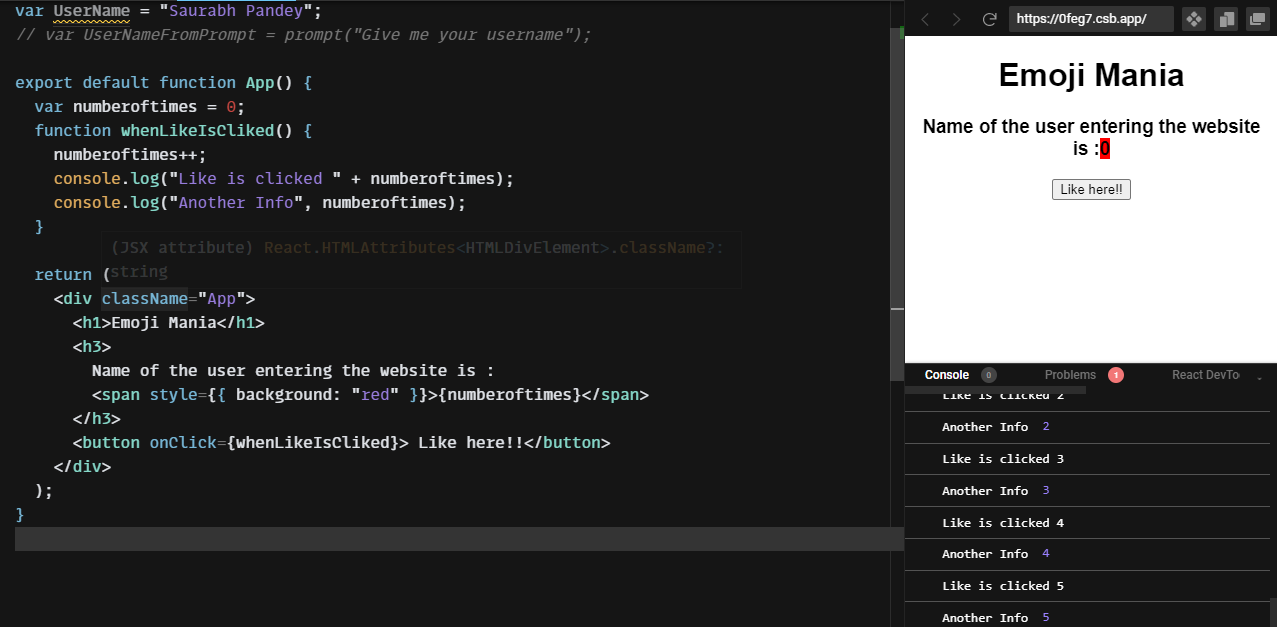 var UserName = "Saurabh Pandey";
// var UserNameFromPrompt = prompt("Give me your username");
export default function App() {
var numberoftimes = 0;
function whenLikeIsCliked() {
numberoftimes++;
console.log("Like is clicked " + numberoftimes);
console.log("Another Info", numberoftimes);
}
(JSX attribute) React.HTMLAttributes<HTMLDivElement>.className?:
string
return (
<div className="App">
<h1>Emoji Mania</h1>
<h3>
Name of the user entering the website is :
<span style={{ background: "red" }}>{numberoftimes}</span>
</h3>
<button onClick={whenLikeIsCliked}> Like here!!</button>
</div>
);
}
https://0feg7.csb.app/
Emoji Mania
Name of the user entering the website
is :0
Like here!!
Console 0 Problems 1 React DevTo
Like is clicked 2
Another Info 2
Like is clicked 3
Another Info 3
Like is clicked 4
Another Info 4
Like is clicked 5
Another Info 5